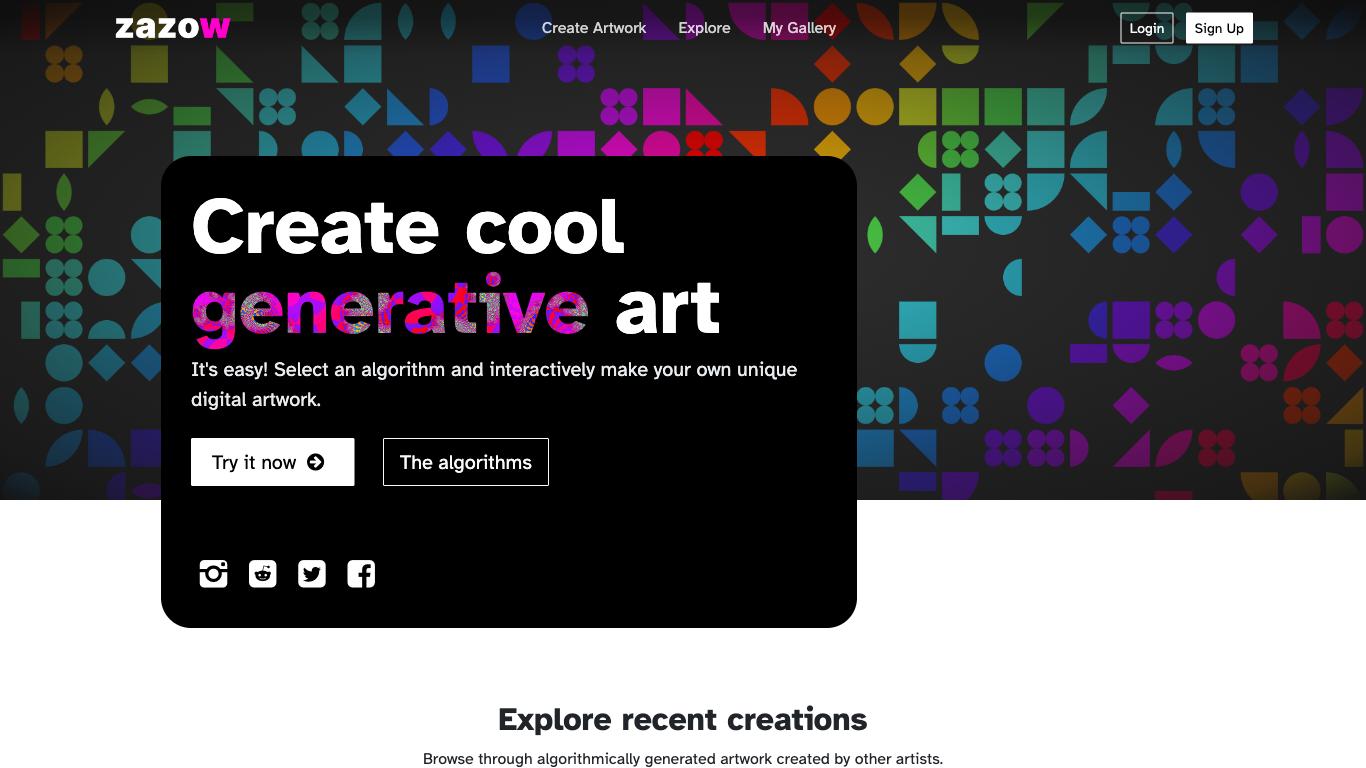 zazow
Create Artwork
Explore
My Gallery
Login
Sign Up
Create cool
generative art
It's easy! Select an algorithm and interactively make your own unique
digital artwork.
Try it now
The algorithms
Explore recent creations
Browse through algorithmically generated artwork created by other artists.